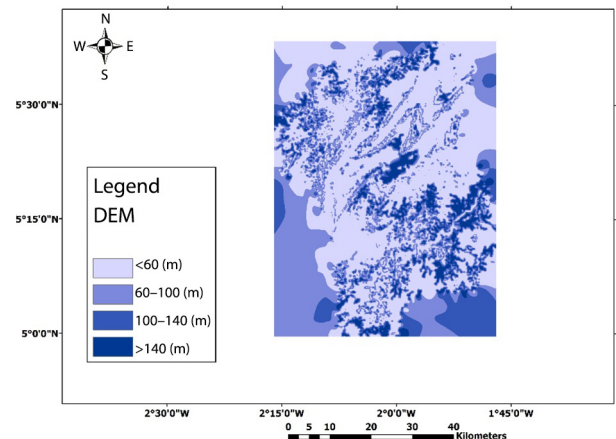 N
W E
S
5°30'0"N
5°15'0"N
5°0'0"N
Legend
DEM
<60 (m)
60–100 (m)
100–140 (m)
>140 (m)
2°30'0"W 2°15'0"W 2°0'0"W 1°45'0"W
0 5 10 20 30 40
Kilometers